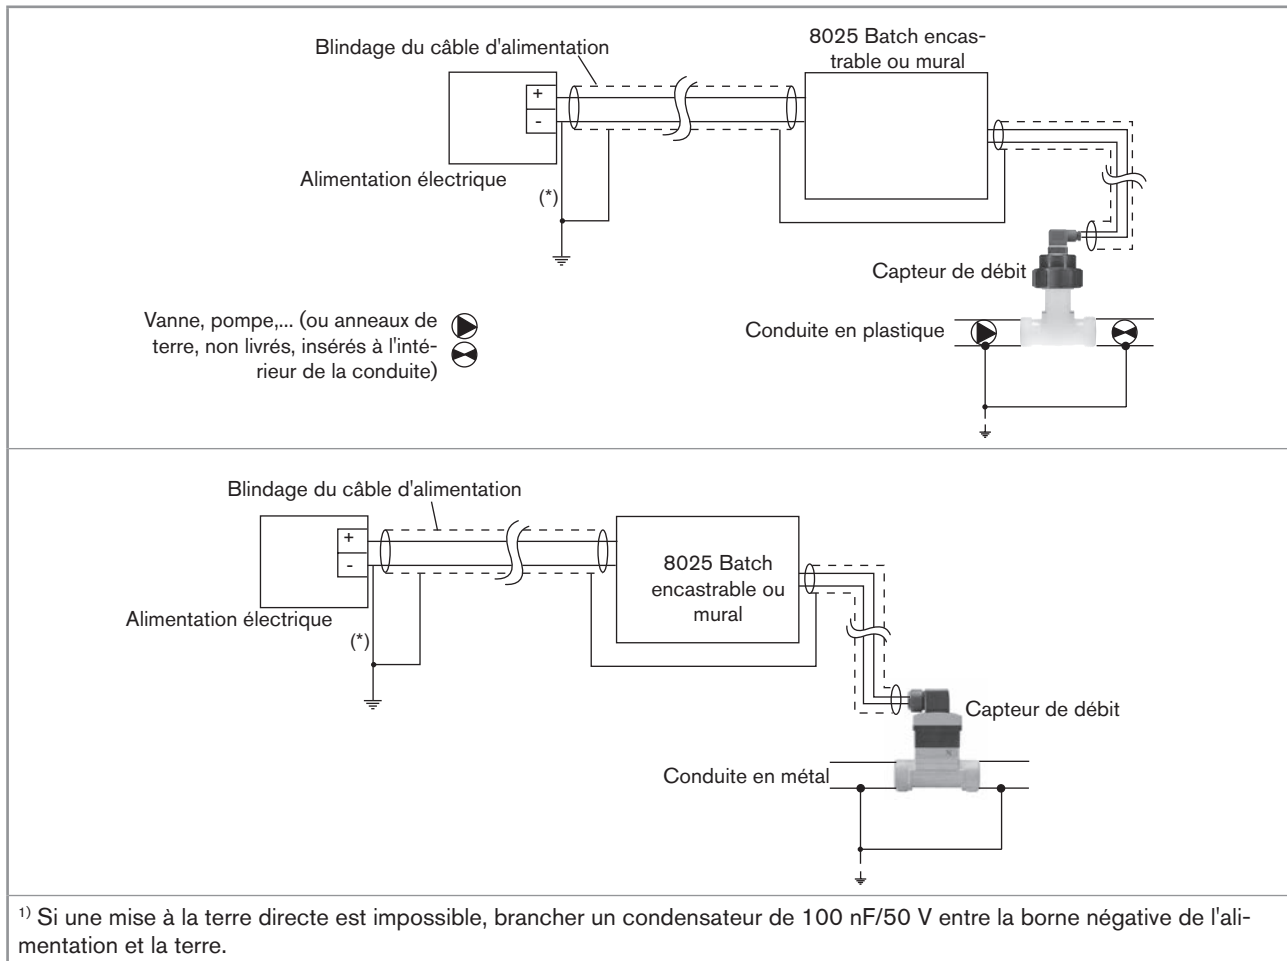 Blindage du câble d'alimentation
8025 Batch encas-
trable ou mural
+
-
Alimentation électrique
(*)
Capteur de débit
Vanne, pompe,... (ou anneaux de
terre, non livrés, insérés à l'inté-
rieur de la conduite)
Conduite en plastique
Blindage du câble d'alimentation
+
-
8025 Batch
encastrable ou
mural
Alimentation électrique
(*)
Capteur de débit
Conduite en métal
1) Si une mise à la terre directe est impossible, brancher un condensateur de 100 nF/50 V entre la borne négative de l'ali-
mentation et la terre.